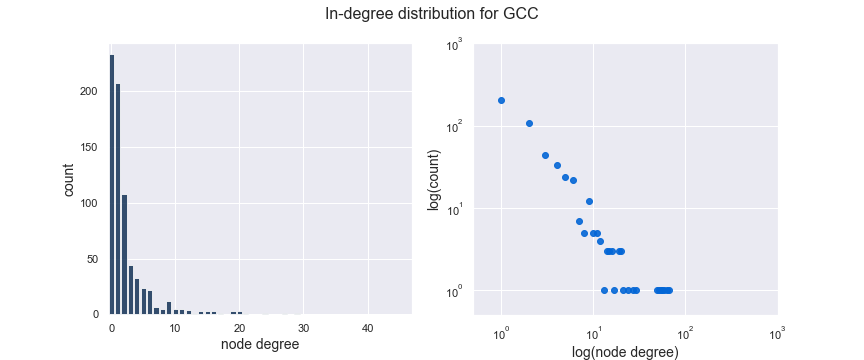 In-degree distribution for GCC
count
200
150
100
50
0
0 10 20 30 40
node degree
log(count)
10³
10²
10¹
10⁰
10⁰ 10¹ 10² 10³
log(node degree)